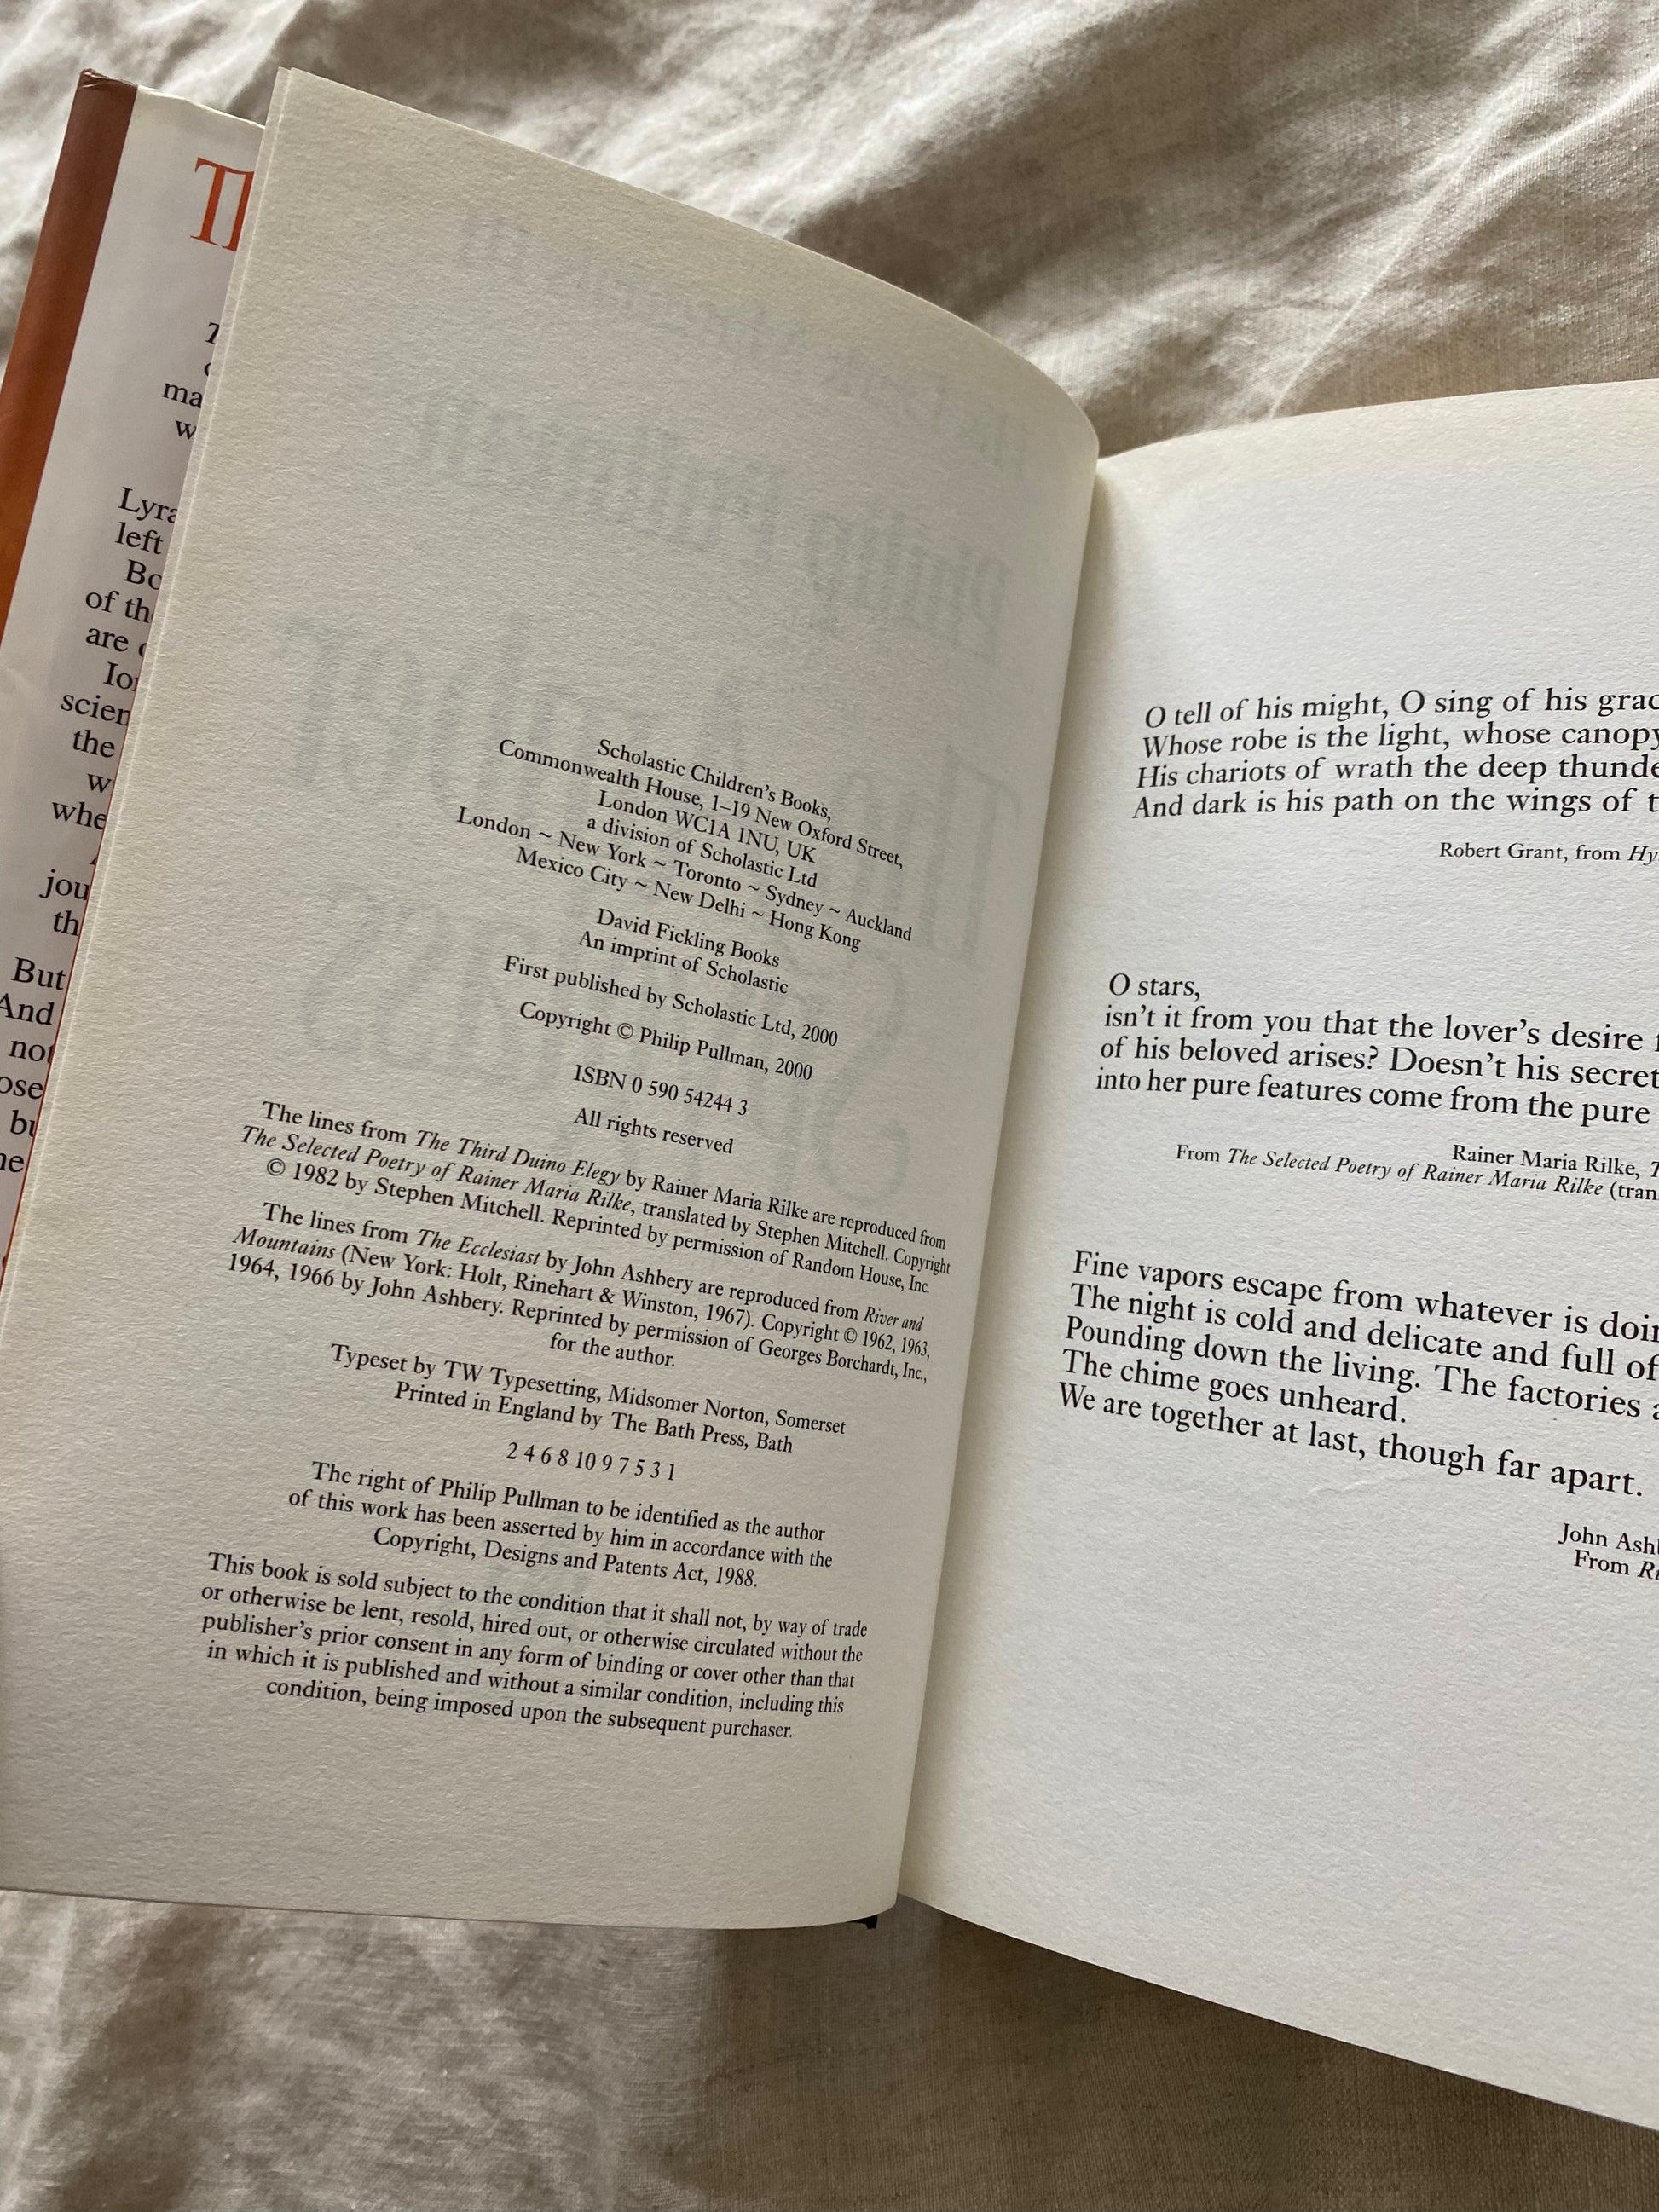 ma
w
Lyra
left
Bo
of th
are
Io
scien
the
w
whe
jou
th
But
And
not
ose
Scholastic Children's Books,
Commonwealth House, 1–19 New Oxford Street,
London WC1A 1NU, UK
a division of Scholastic Ltd
London ~ New York ~ Toronto ~ Sydney ~ Auckland
Mexico City ~ New Delhi ~ Hong Kong
David Fickling Books
An imprint of Scholastic
First published by Scholastic Ltd, 2000
Copyright © Philip Pullman, 2000
ISBN 0 590 54244 3
All rights reserved
The lines from The Third Duino Elegy by Rainer Maria Rilke are reproduced from
The Selected Poetry of Rainer Maria Rilke, translated by Stephen Mitchell. Copyright
© 1982 by Stephen Mitchell. Reprinted by permission of Random House, Inc.
The lines from The Ecclesiast by John Ashbery are reproduced from River and
Mountains (New York: Holt, Rinehart & Winston, 1967). Copyright © 1962, 1963,
1964, 1966 by John Ashbery. Reprinted by permission of Georges Borchardt, Inc.,
for the author.
Typeset by TW Typesetting, Midsomer Norton, Somerset
Printed in England by The Bath Press, Bath
2 4 6 8 10 9 7 5 3 1
The right of Philip Pullman to be identified as the author
of this work has been asserted by him in accordance with the
Copyright, Designs and Patents Act, 1988.
This book is sold subject to the condition that it shall not, by way of trade
or otherwise be lent, resold, hired out, or otherwise circulated without the
publisher's prior consent in any form of binding or cover other than that
in which it is published and without a similar condition, including this
condition, being imposed upon the subsequent purchaser.
O tell of his might, O sing of his grac
Whose robe is the light, whose canopy
His chariots of wrath the deep thunde
And dark is his path on the wings of t
Robert Grant, from Hy
O stars,
isn't it from you that the lover's desire f
of his beloved arises? Doesn't his secret
into her pure features come from the pure
Rainer Maria Rilke, T
From The Selected Poetry of Rainer Maria Rilke (tran
Fine vapors escape from whatever is doin
The night is cold and delicate and full of
Pounding down the living. The factories a
The chime goes unheard.
We are together at last, though far apart.
John Ashb
From Ri